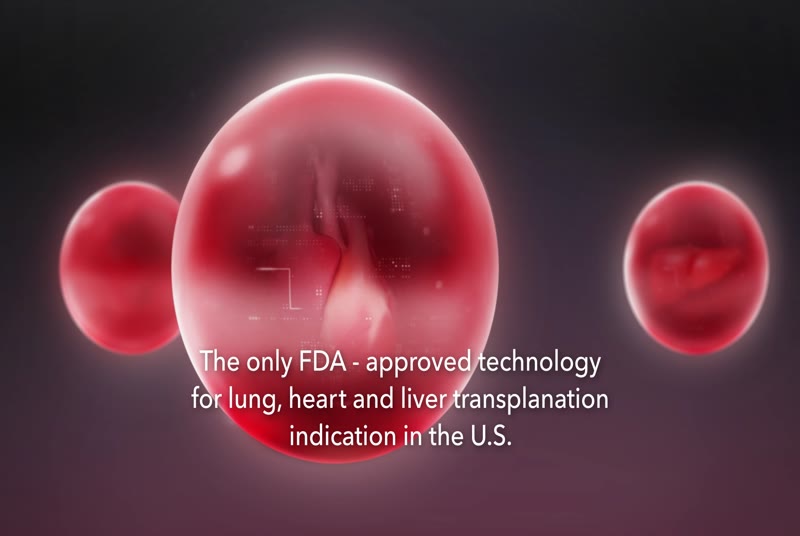 The only FDA - approved technology
for lung, heart and liver transplanation
indication in the U.S.